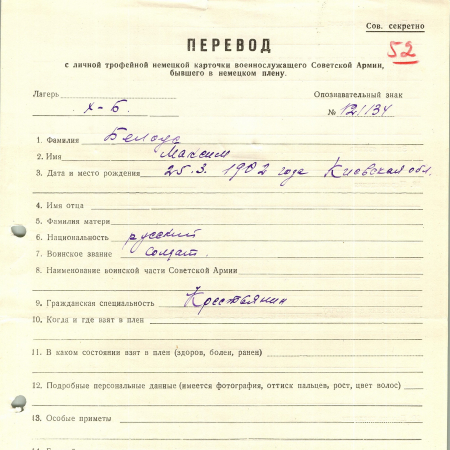 Сов. секретно
52
ПЕРЕВОД
с личной трофейной немецкой карточки военнослужащего Советской Армии,
бывшего в немецком плену.
Лагерь Опознавательный знак
X-Б. № 121134
1. Фамилия Белоус
2. Имя Максим
3. Дата и место рождения 25.3. 1902 года Киевская обл.
4. Имя отца
5. Фамилия матери
6. Национальность русский
7. Воинское звание солдат.
8. Наименование воинской части Советской Армии
9. Гражданская специальность Крестьянин
10. Когда и где взят в плен
11. В каком состоянии взят в плен (здоров, болен, ранен)
12. Подробные персональные данные (имеется фотография, оттиск пальцев, рост, цвет волос)
13. Особые приметы